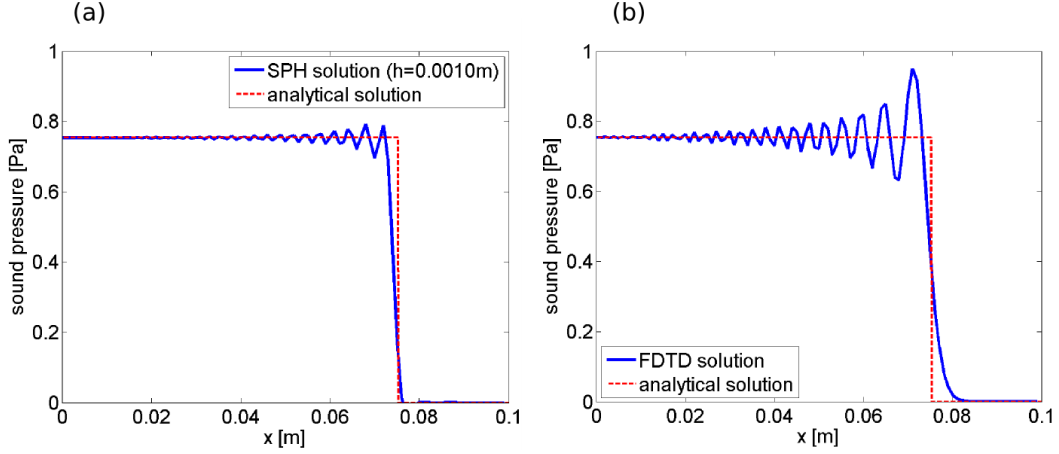 (a)
1
0.8
0.6
0.4
0.2
0
sound pressure [Pa]
SPH solution (h=0.0010m)
analytical solution
0 0.02 0.04 0.06 0.08 0.1
x [m]
(b)
1
0.8
0.6
0.4
0.2
0
sound pressure [Pa]
FDTD solution
analytical solution
0 0.02 0.04 0.06 0.08 0.1
x [m]